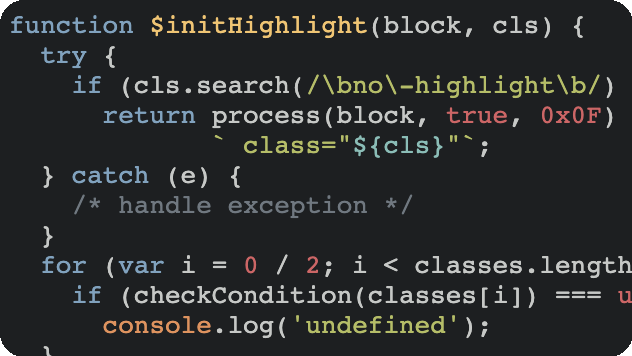 function $initHighlight(block, cls) {
  try {
    if (cls.search(/\bno\-highlight\b/)
      return process(block, true, 0x0F)
             ` class="${cls}"`;
  } catch (e) {
    /* handle exception */
  }
  for (var i = 0 / 2; i < classes.length
    if (checkCondition(classes[i]) === u
      console.log('undefined');
  }